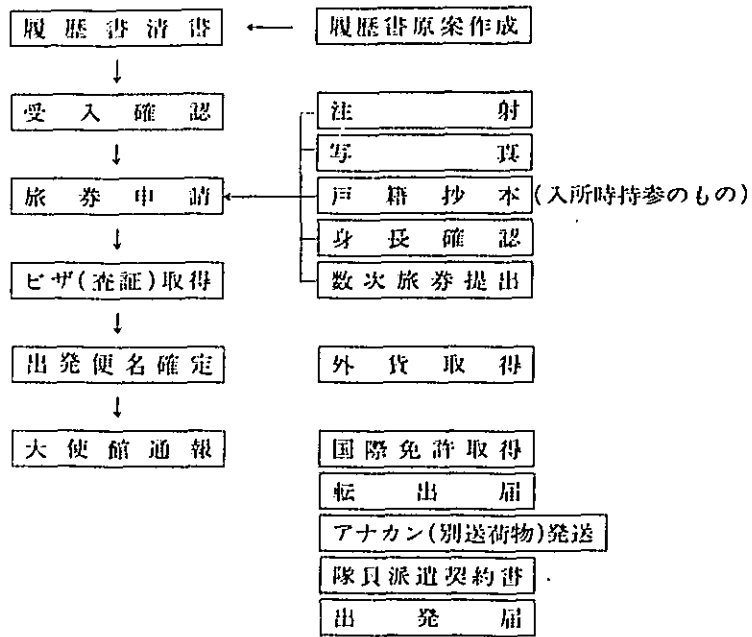 履歴書清書 ← 履歴書原案作成
↓
受入確認 注射
↓ 写真
旅券申請 ← 戸籍抄本 (入所時持参のもの)
↓ 身長確認
ビザ(査証)取得 数次旅券提出
↓
出発便名確定 外貨取得
↓
大使館通報 国際免許取得
転出届
アナカン(別送荷物)発送
隊員派遣契約書
出発届